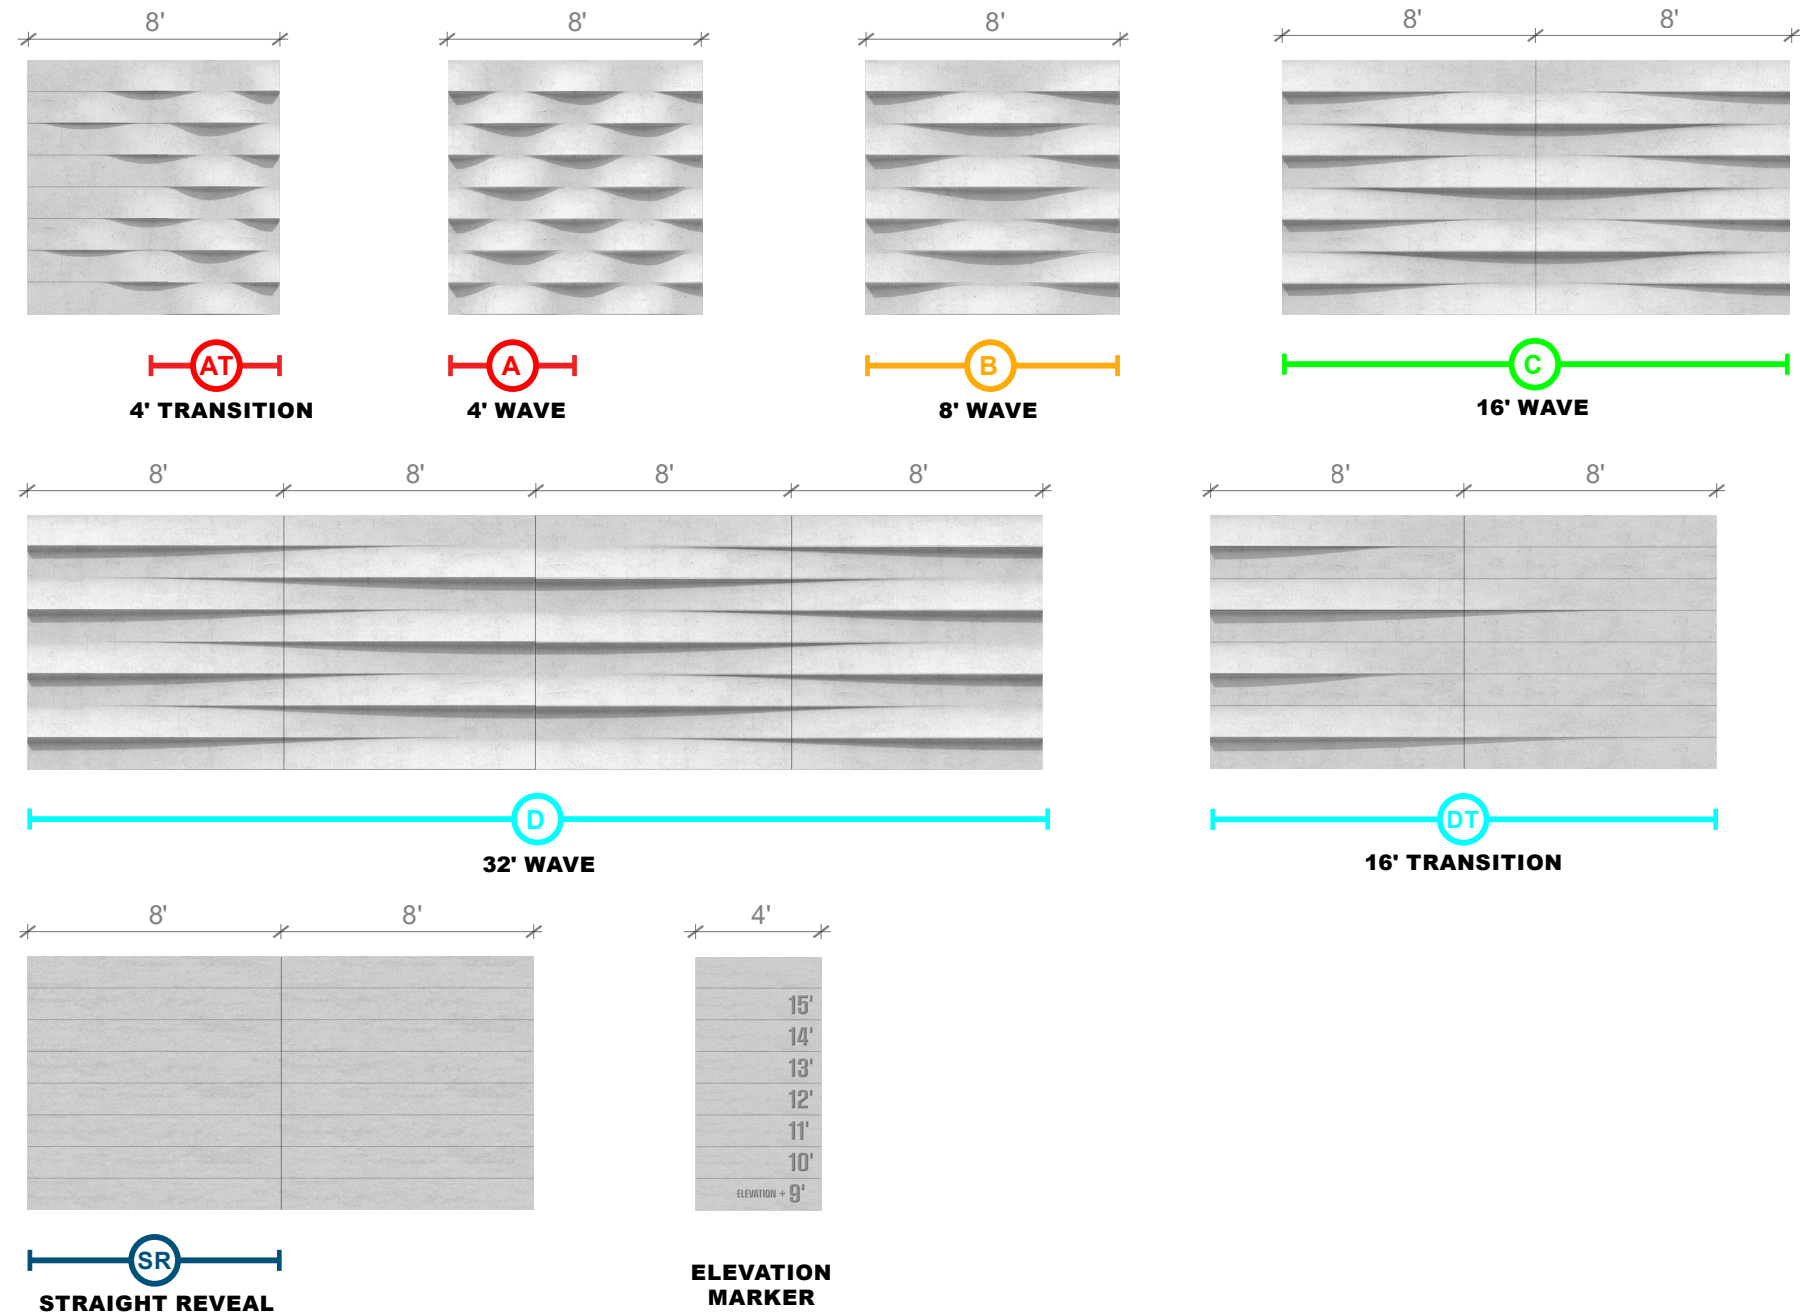 8' 8' 8' 8' 8'
AT A B C
4' TRANSITION 4' WAVE 8' WAVE 16' WAVE
8' 8' 8' 8' 8' 8'
D DT
32' WAVE 16' TRANSITION
8' 8' 4'
15'
14'
13'
12'
11'
10'
ELEVATION + 9'
SR
STRAIGHT REVEAL
ELEVATION
MARKER